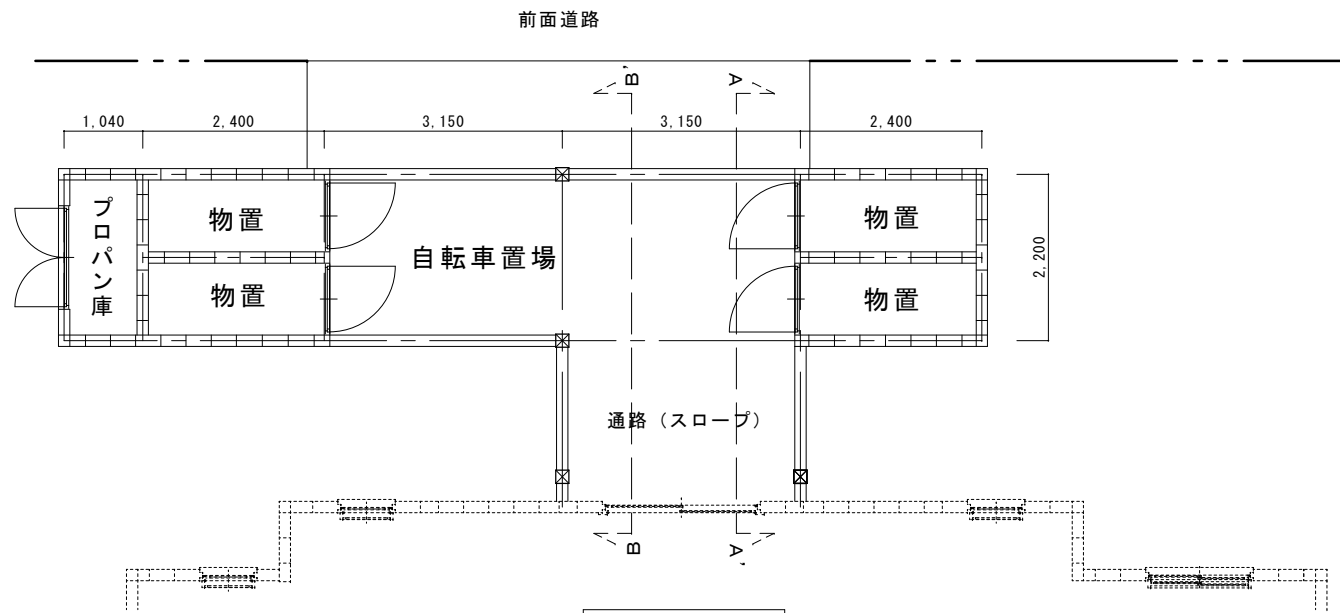 前面道路
B'
A
1,040
2,400
3,150
3,150
2,400
プロパン庫
物置
物置
自転車置場
物置
物置
2,200
通路（スロープ）
B
A'